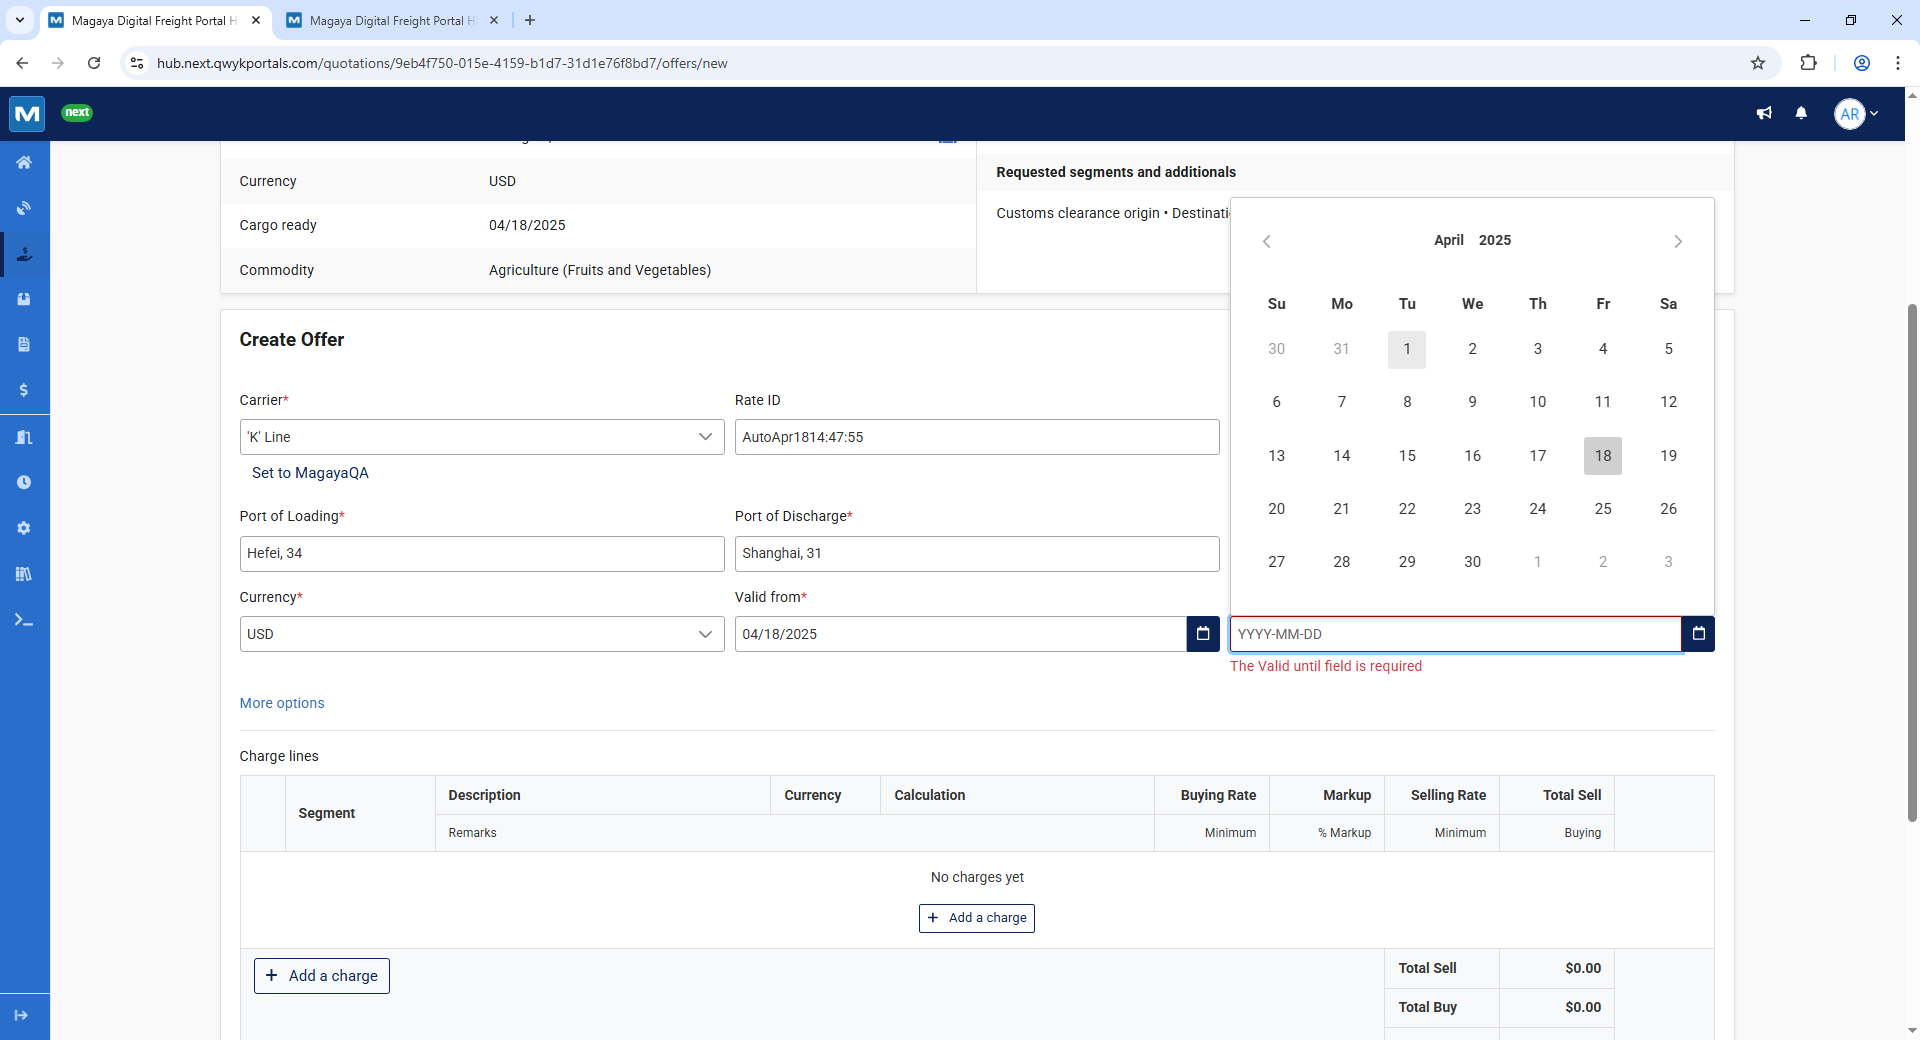 Magaya Digital Freight Portal H
Magaya Digital Freight Portal H
hub.next.qwykportals.com/quotations/9eb4f750-015e-4159-b1d7-31d1e76f8bd7/offers/new
next
AR
Currency USD
Cargo ready 04/18/2025
Commodity Agriculture (Fruits and Vegetables)
Requested segments and additionals
Customs clearance origin • Destinati
April 2025
Su Mo Tu We Th Fr Sa
30 31 1 2 3 4 5
6 7 8 9 10 11 12
13 14 15 16 17 18 19
20 21 22 23 24 25 26
27 28 29 30 1 2 3
Create Offer
Carrier* Rate ID
'K' Line AutoApr1814:47:55
Set to MagayaQA
Port of Loading* Port of Discharge*
Hefei, 34 Shanghai, 31
Currency* Valid from*
USD 04/18/2025 YYYY-MM-DD
The Valid until field is required
More options
Charge lines
Segment Description Currency Calculation Buying Rate Markup Selling Rate Total Sell
Remarks Minimum % Markup Minimum Buying
No charges yet
+ Add a charge
+ Add a charge
Total Sell $0.00
Total Buy $0.00